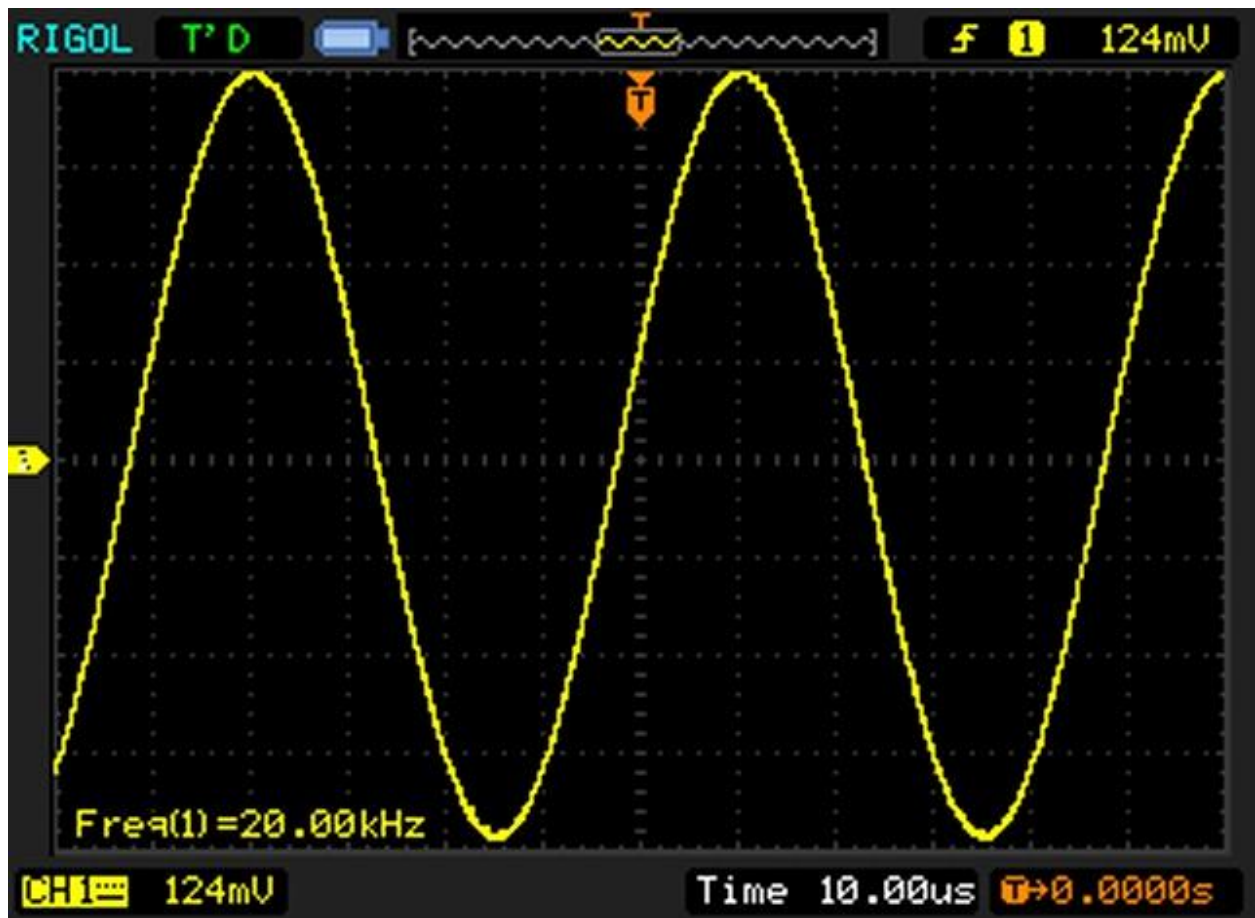 RIGOL T'D T 1 124mV
T
Freq(1)=20.00kHz
CH1 124mV Time 10.00us T→0.0000s